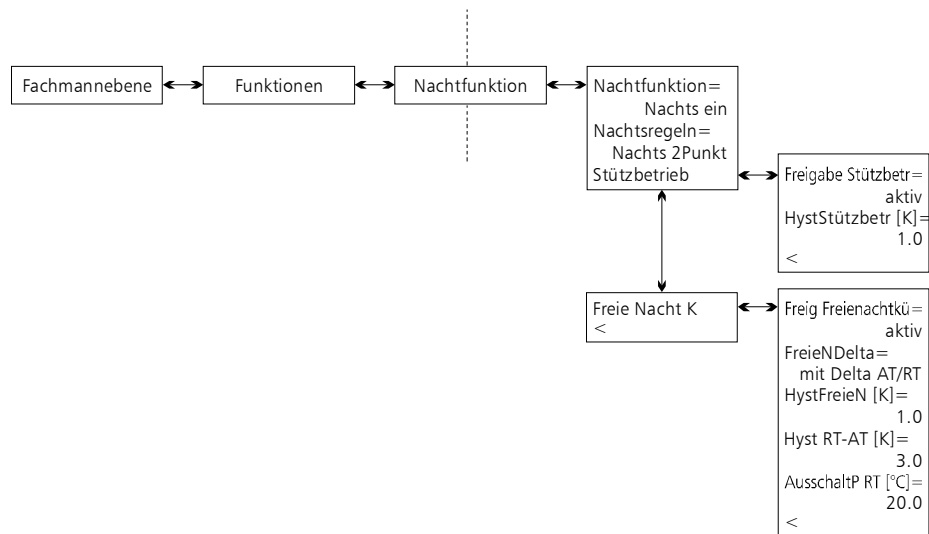 Fachmannebene
Funktionen
Nachtfunktion
Nachtfunktion=
Nachts ein
Nachtsregeln=
Nachts 2Punkt
Stützbetrieb
Freigabe Stützbetr=
aktiv
HystStützbetr [K]=
1.0
<
Freie Nacht K
<
Freig Freienachtkü=
aktiv
FreieNDelta=
mit Delta AT/RT
HystFreieN [K]=
1.0
Hyst RT-AT [K]=
3.0
AusschaltP RT [°C]=
20.0
<